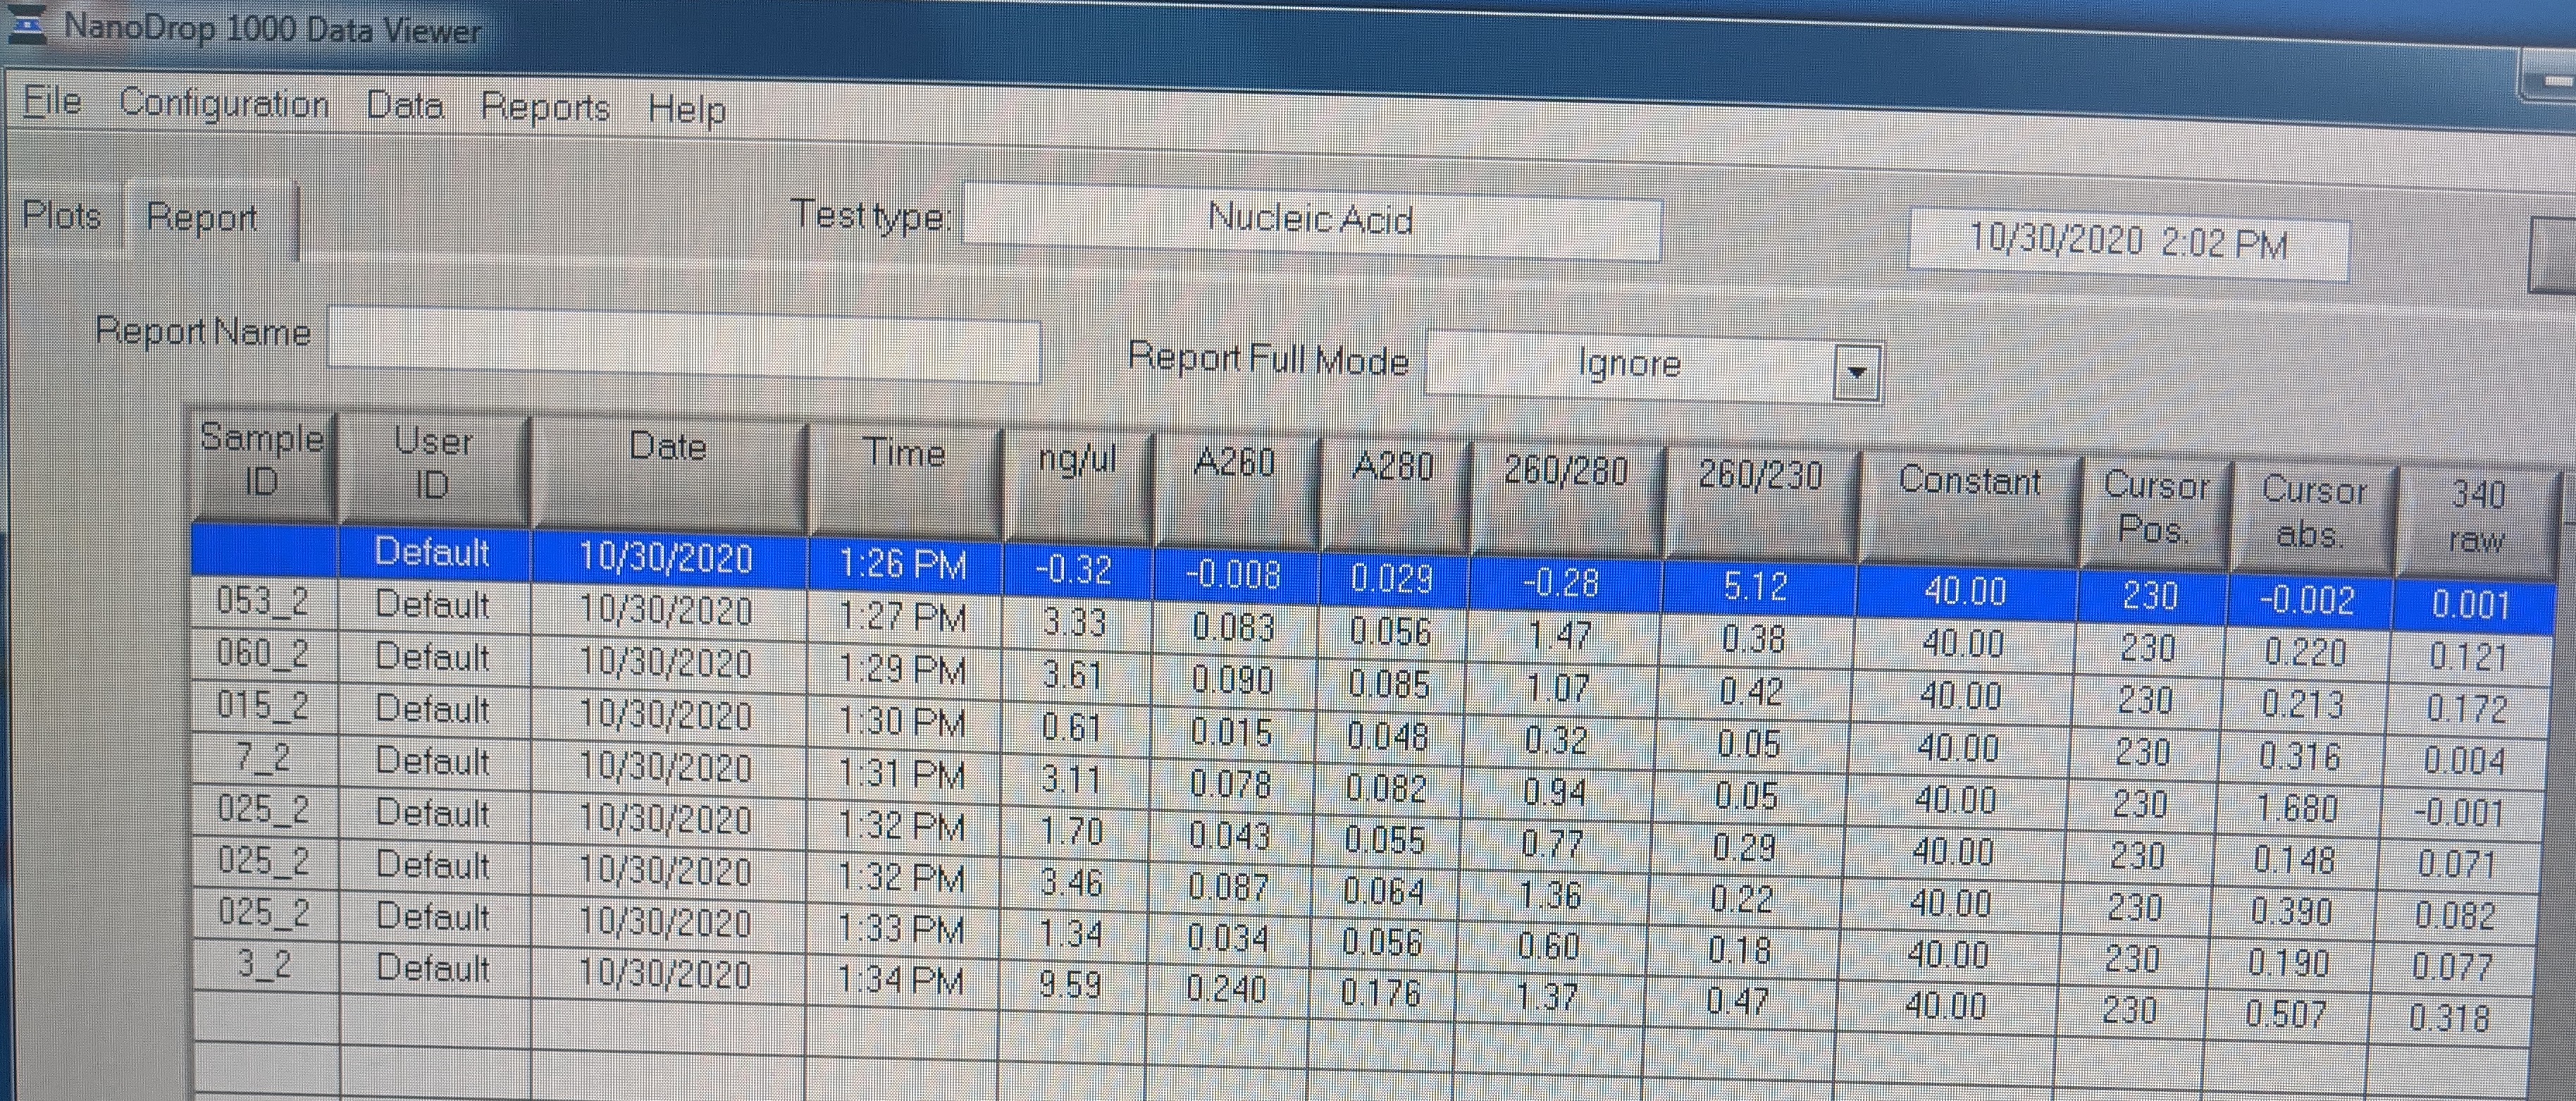 NanoDrop 1000 Data Viewer
File Configuration Data Reports Help
Plots Report Test type: Nucleic Acid 10/30/2020 2:02 PM
Report Name Report Full Mode Ignore
Sample ID User ID Date Time ng/ul A260 A280 260/280 260/230 Constant Cursor Pos. Cursor abs. 340 raw
Default 10/30/2020 1:26 PM -0.32 -0.008 0.029 -0.28 5.12 40.00 230 -0.002 0.001
053_2 Default 10/30/2020 1:27 PM 3.33 0.083 0.056 1.47 0.38 40.00 230 0.220 0.121
060_2 Default 10/30/2020 1:29 PM 3.61 0.090 0.085 1.07 0.42 40.00 230 0.213 0.172
015_2 Default 10/30/2020 1:30 PM 0.61 0.015 0.048 0.32 0.05 40.00 230 0.316 0.004
7_2 Default 10/30/2020 1:31 PM 3.11 0.078 0.082 0.94 0.05 40.00 230 1.680 -0.001
025_2 Default 10/30/2020 1:32 PM 1.70 0.043 0.055 0.77 0.29 40.00 230 0.148 0.071
025_2 Default 10/30/2020 1:32 PM 3.46 0.087 0.064 1.36 0.22 40.00 230 0.390 0.082
025_2 Default 10/30/2020 1:33 PM 1.34 0.034 0.056 0.60 0.18 40.00 230 0.190 0.077
3_2 Default 10/30/2020 1:34 PM 9.59 0.240 0.176 1.37 0.47 40.00 230 0.507 0.318